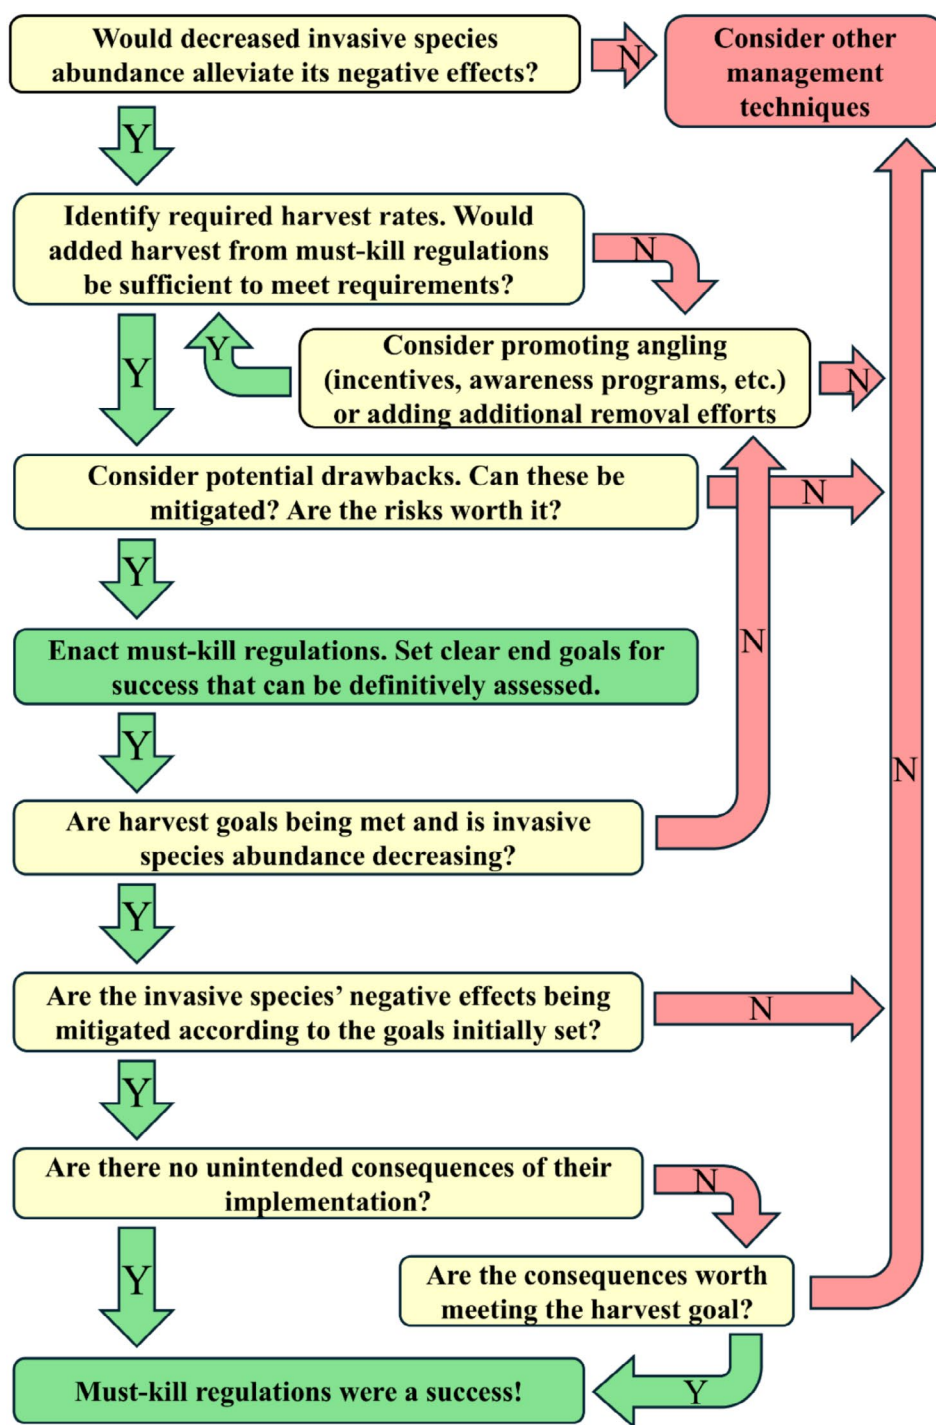 Would decreased invasive species
abundance alleviate its negative effects?
N
Consider other
management
techniques
Y
Identify required harvest rates. Would
added harvest from must-kill regulations
be sufficient to meet requirements?
N
Y
Y
Consider promoting angling
(incentives, awareness programs, etc.)
or adding additional removal efforts
N
Consider potential drawbacks. Can these be
mitigated? Are the risks worth it?
N
Y
Enact must-kill regulations. Set clear end goals for
success that can be definitively assessed.
N
Y
N
Are harvest goals being met and is invasive
species abundance decreasing?
Y
Are the invasive species’ negative effects being
mitigated according to the goals initially set?
N
Y
Are there no unintended consequences of their
implementation?
N
Y
Are the consequences worth
meeting the harvest goal?
Must-kill regulations were a success!
Y